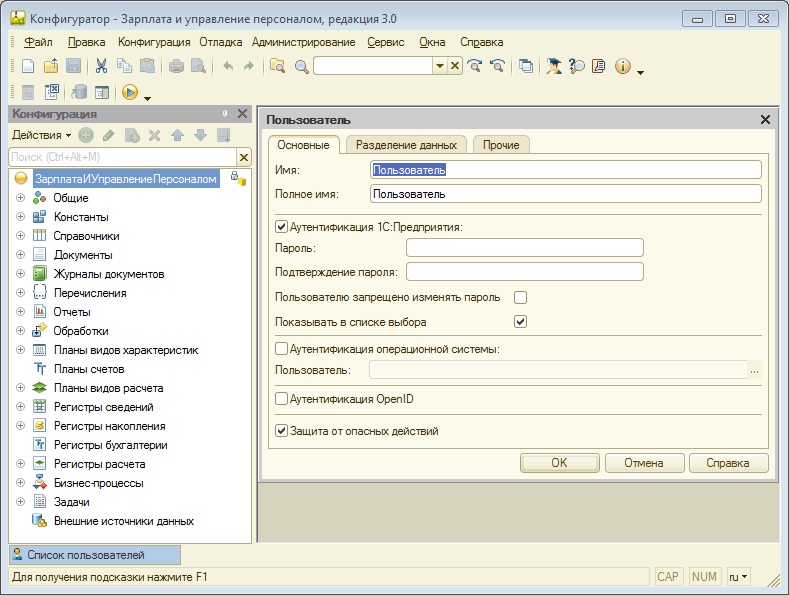 Конфигуратор - Зарплата и управление персоналом, редакция 3.0
Файл Правка Конфигурация Отладка Администрирование Сервис Окна Справка
Конфигурация
Действия
Поиск (Ctrl+Alt+M)
ЗарплатаИУправлениеПерсоналом
Общие
Константы
Справочники
Документы
Журналы документов
Перечисления
Отчеты
Обработки
Планы видов характеристик
Планы счетов
Планы видов расчета
Регистры сведений
Регистры накопления
Регистры бухгалтерии
Регистры расчета
Бизнес-процессы
Задачи
Внешние источники данных
Пользователь
Основные Разделение данных Прочие
Имя: Пользователь
Полное имя: Пользователь
Аутентификация 1С:Предприятия:
Пароль:
Подтверждение пароля:
Пользователю запрещено изменять пароль
Показывать в списке выбора
Аутентификация операционной системы:
Пользователь: ...
Аутентификация OpenID
Защита от опасных действий
OK Отмена Справка
Список пользователей
Для получения подсказки нажмите F1 CAP NUM ru